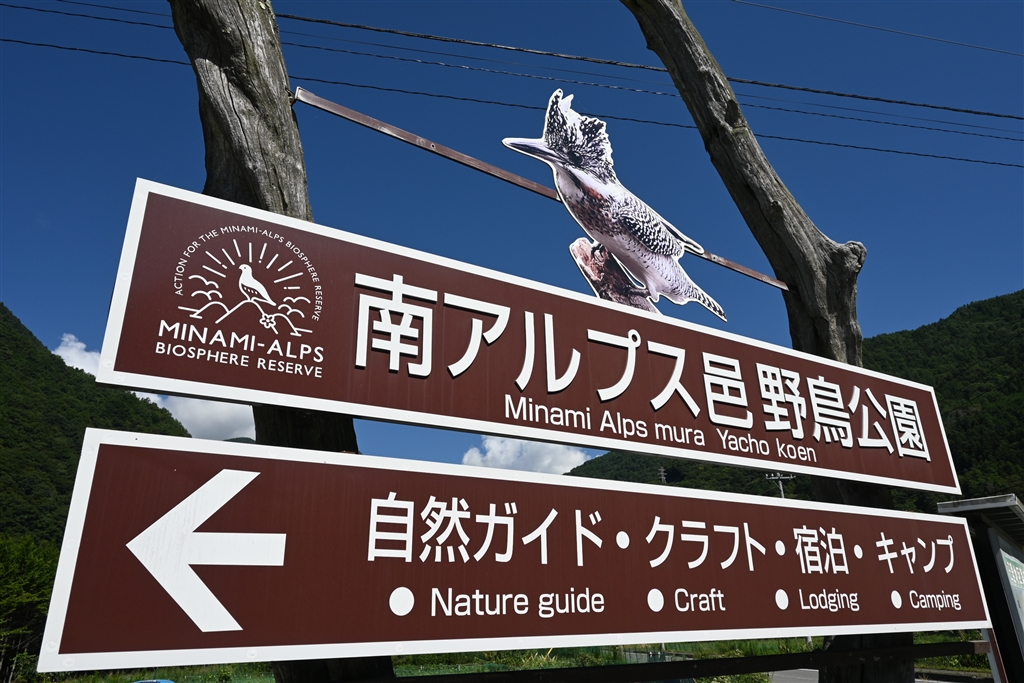 ACTION FOR THE MINAMI-ALPS BIOSPHERE RESERVE
MINAMI-ALPS
BIOSPHERE RESERVE
南アルプス邑野鳥公園
Minami Alps mura Yacho koen
自然ガイド・クラフト・宿泊・キャンプ
● Nature guide ● Craft ● Lodging ● Camping